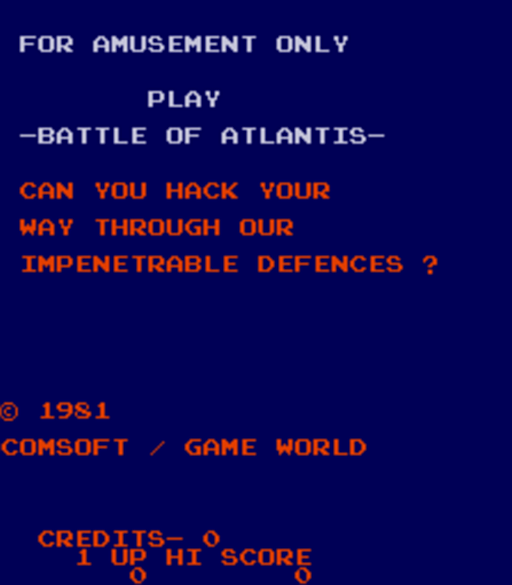 FOR AMUSEMENT ONLY
PLAY
-BATTLE OF ATLANTIS-
CAN YOU HACK YOUR
WAY THROUGH OUR
IMPENETRABLE DEFENCES ?
© 1981
COMSOFT / GAME WORLD
CREDITS- 0
1 UP HI SCORE
0 0